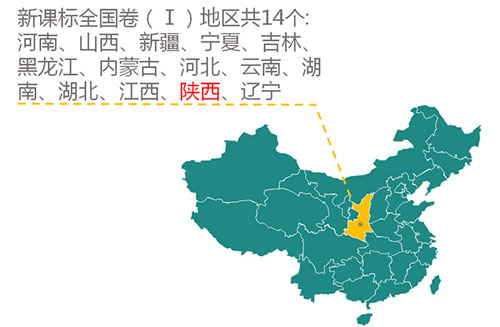 新课标全国卷（Ⅰ）地区共14个:
河南、山西、新疆、宁夏、吉林、
黑龙江、内蒙古、河北、云南、湖
南、湖北、江西、陕西、辽宁